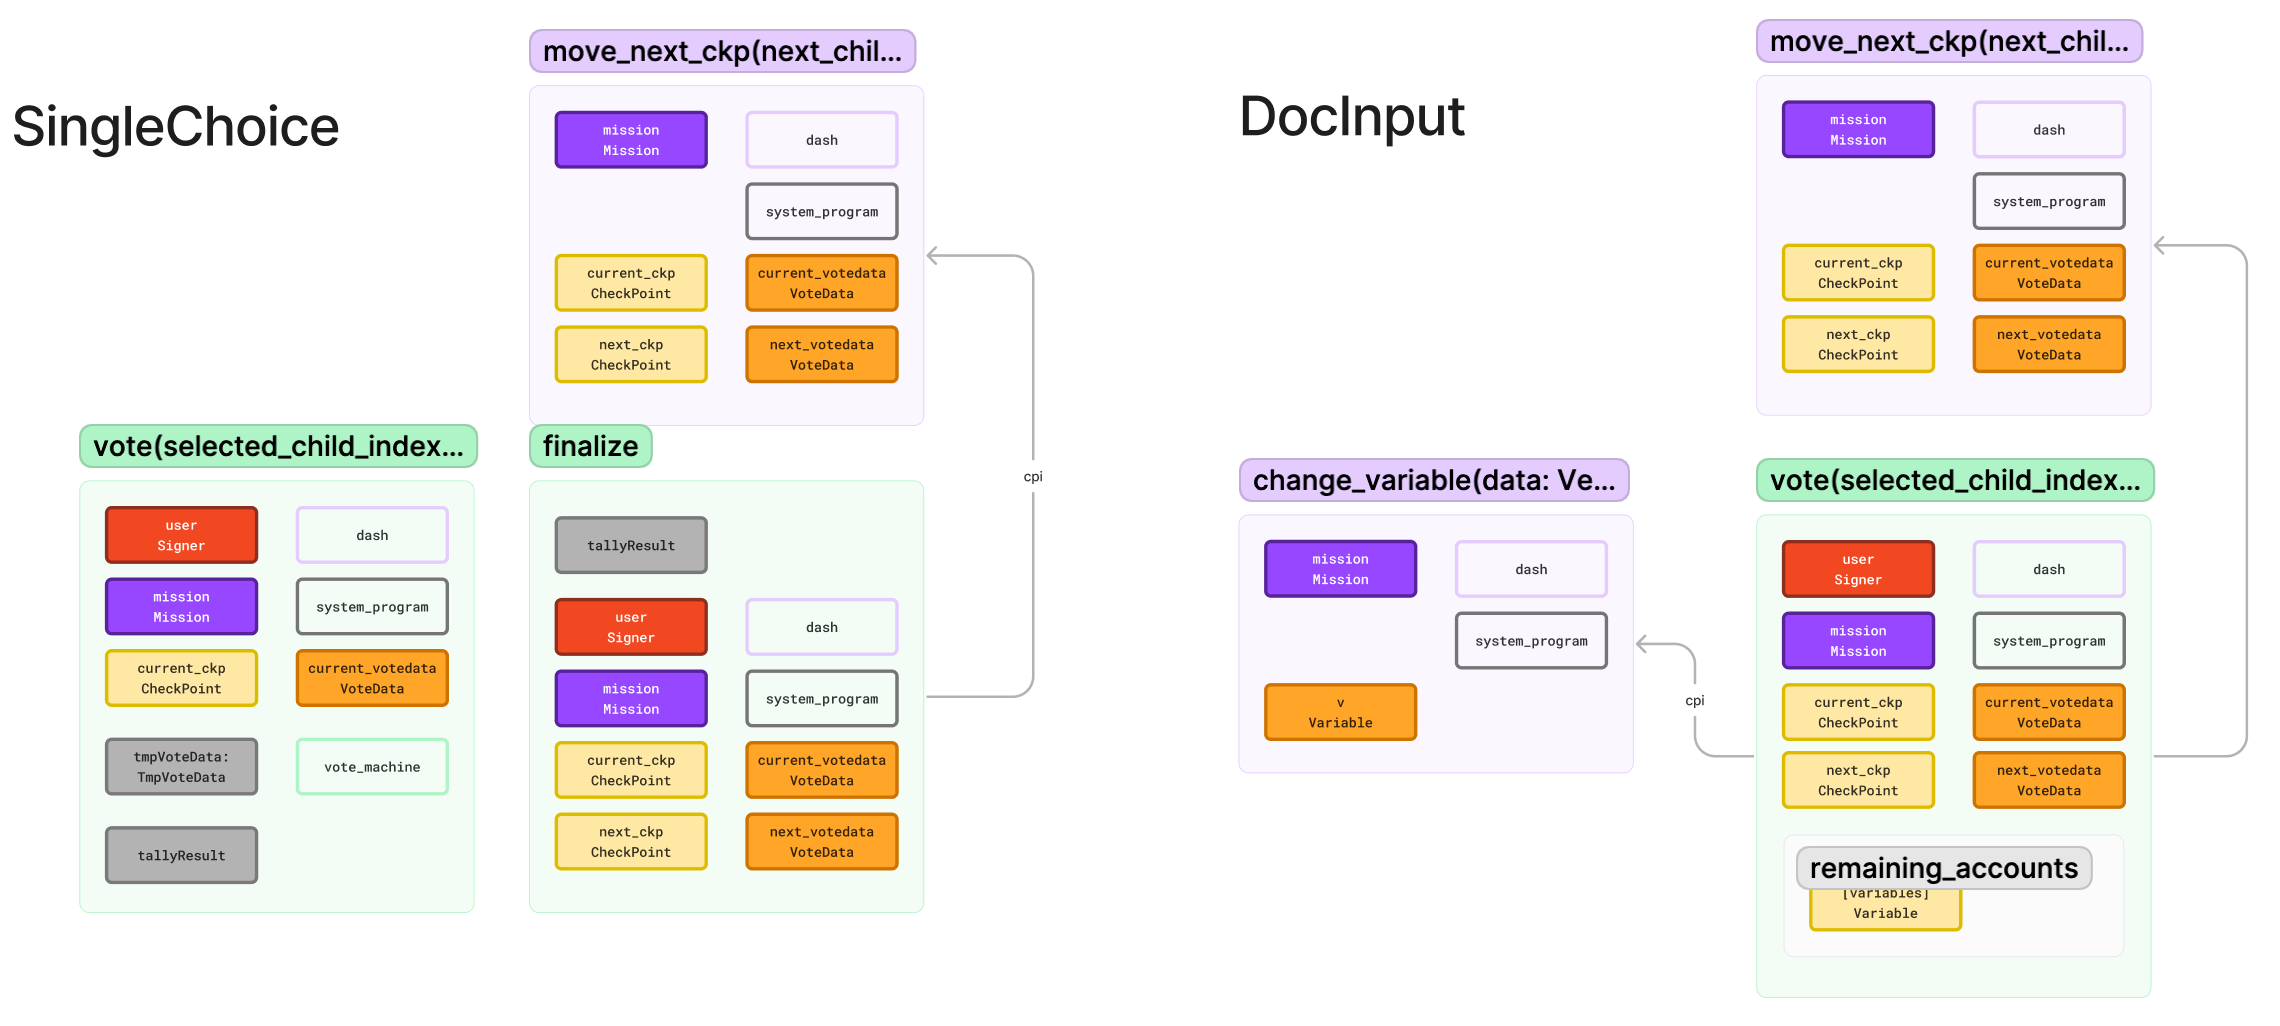 SingleChoice
move_next_ckp(next_chil...
mission
Mission
dash
system_program
current_ckp
CheckPoint
current_votedata
VoteData
next_ckp
CheckPoint
next_votedata
VoteData
vote(selected_child_index...
user
Signer
dash
mission
Mission
system_program
current_ckp
CheckPoint
current_votedata
VoteData
tmpVoteData:
TmpVoteData
vote_machine
tallyResult
finalize
tallyResult
user
Signer
dash
mission
Mission
system_program
current_ckp
CheckPoint
current_votedata
VoteData
next_ckp
CheckPoint
next_votedata
VoteData
cpi
DocInput
move_next_ckp(next_chil...
mission
Mission
dash
system_program
current_ckp
CheckPoint
current_votedata
VoteData
next_ckp
CheckPoint
next_votedata
VoteData
change_variable(data: Ve...
mission
Mission
dash
system_program
v
Variable
cpi
vote(selected_child_index...
user
Signer
dash
mission
Mission
system_program
current_ckp
CheckPoint
current_votedata
VoteData
next_ckp
CheckPoint
next_votedata
VoteData
remaining_accounts
[variables]
Variable